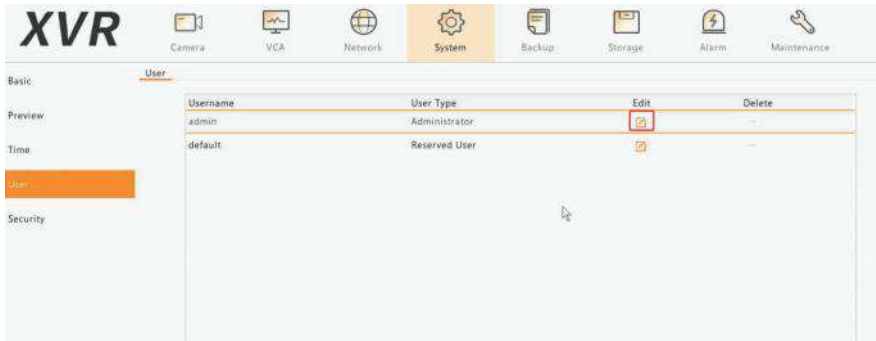 XVR
Camera VCA Network System Backup Storage Alarm Maintenance
Basic
Preview
Time
User
Security
User
Username User Type Edit Delete
admin Administrator
default Reserved User